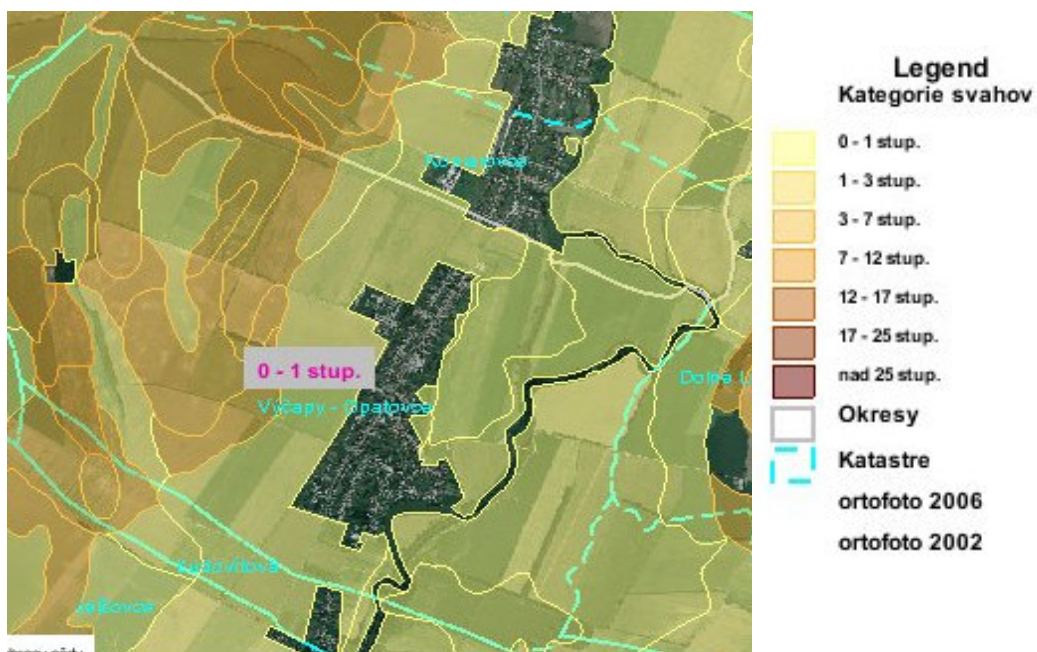 0 - 1 stup.
Výčapy - Opatovce
Legend
Kategorie svahov
0 - 1 stup.
1 - 3 stup.
3 - 7 stup.
7 - 12 stup.
12 - 17 stup.
17 - 25 stup.
nad 25 stup.
Okresy
Katastre
ortofoto 2006
ortofoto 2002